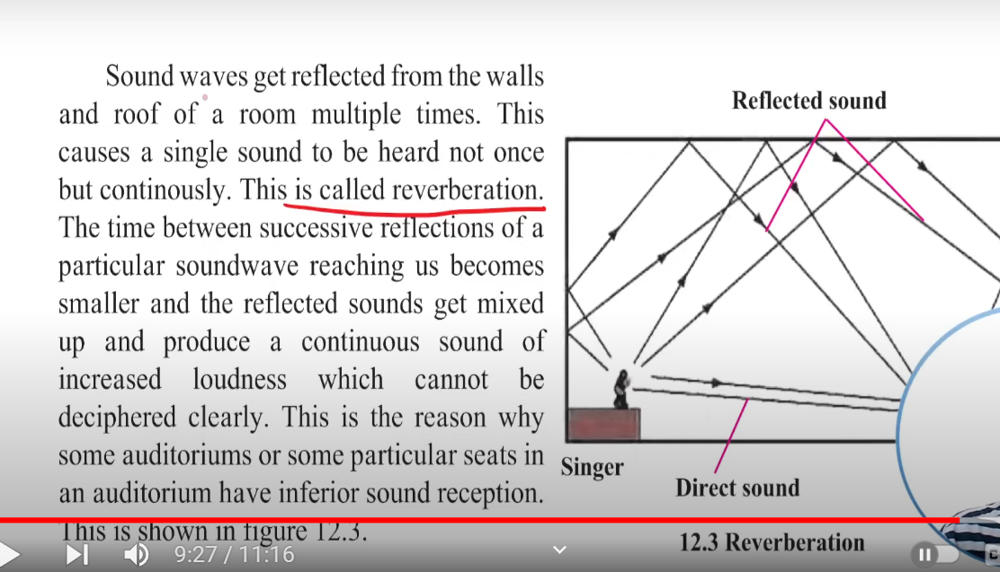 Sound waves get reflected from the walls
and roof of a room multiple times. This
causes a single sound to be heard not once
but continously. This is called reverberation.
The time between successive reflections of a
particular soundwave reaching us becomes
smaller and the reflected sounds get mixed
up and produce a continuous sound of
increased loudness which cannot be
deciphered clearly. This is the reason why
some auditoriums or some particular seats in
an auditorium have inferior sound reception.
This is shown in figure 12.3.
Reflected sound
Singer
Direct sound
12.3 Reverberation
9:27 / 11:16